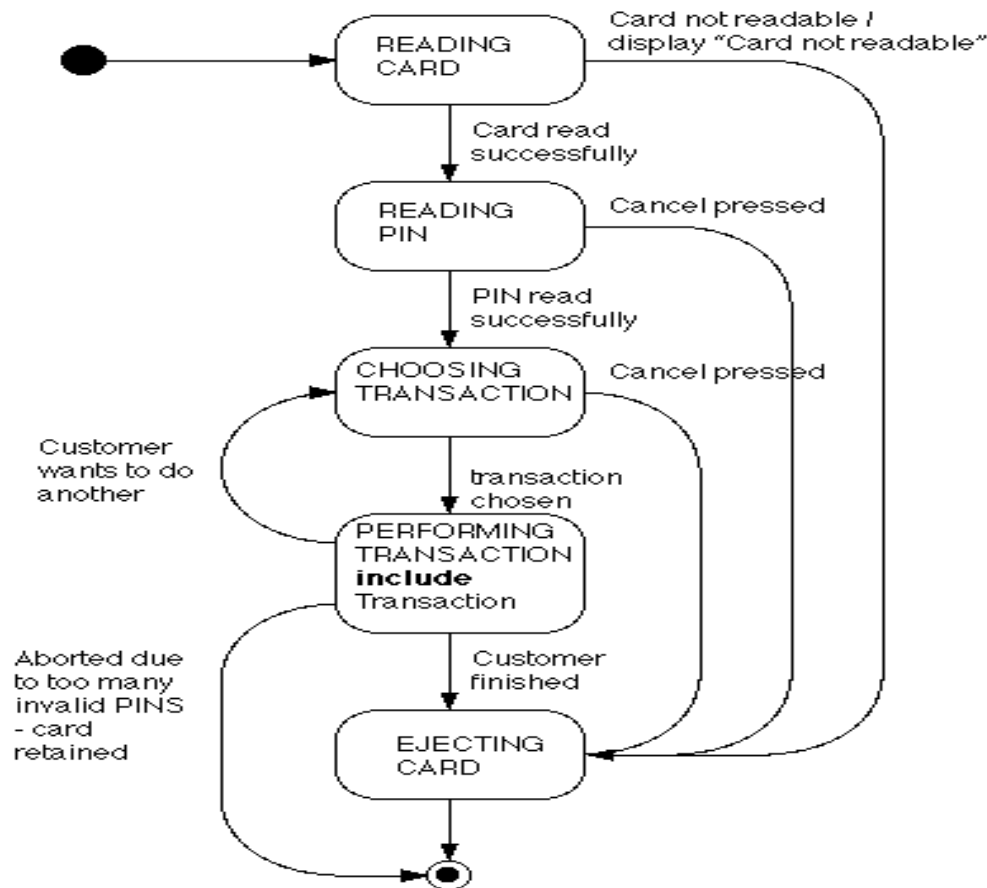 READING
CARD
Card not readable /
display “Card not readable”
Card read
successfully
READING
PIN
Cancel pressed
PIN read
successfully
CHOOSING
TRANSACTION
Cancel pressed
Customer
wants to do
another
transaction
chosen
PERFORMING
TRANSACTION
include
Transaction
Aborted due
to too many
invalid PINS
- card
retained
Customer
finished
EJECTING
CARD